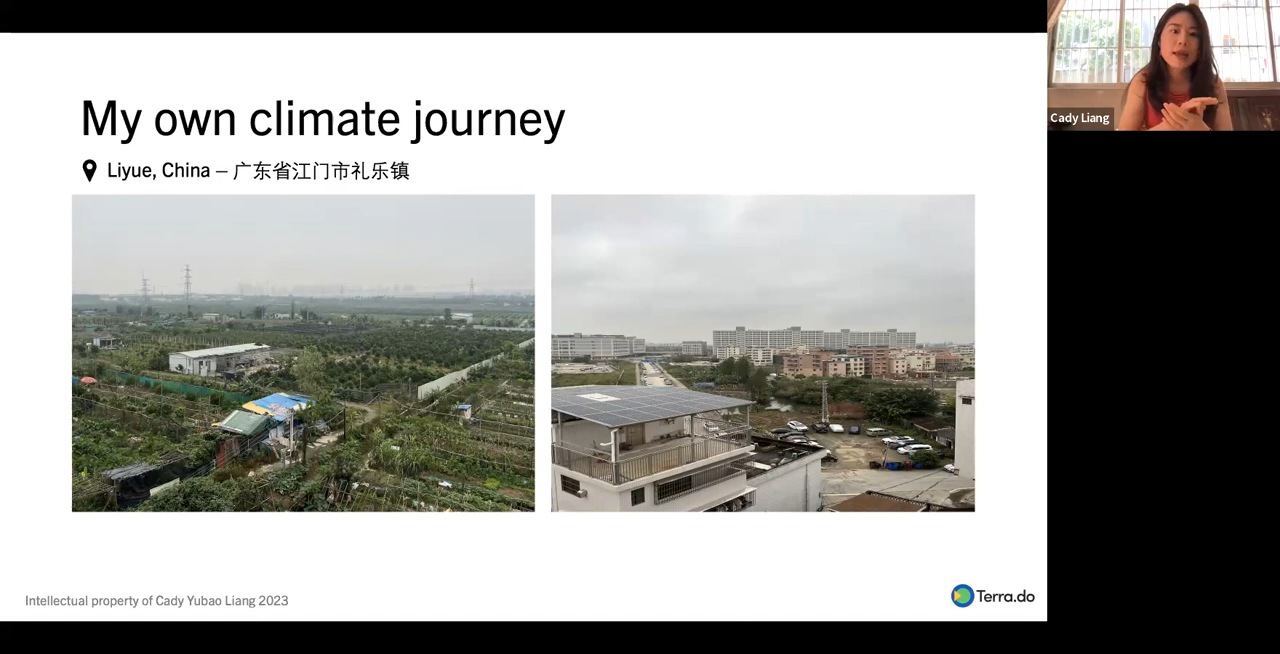 My own climate journey
Liyue, China – 广东省江门市礼乐镇
Cady Liang
Intellectual property of Cady Yubao Liang 2023
Terra.do